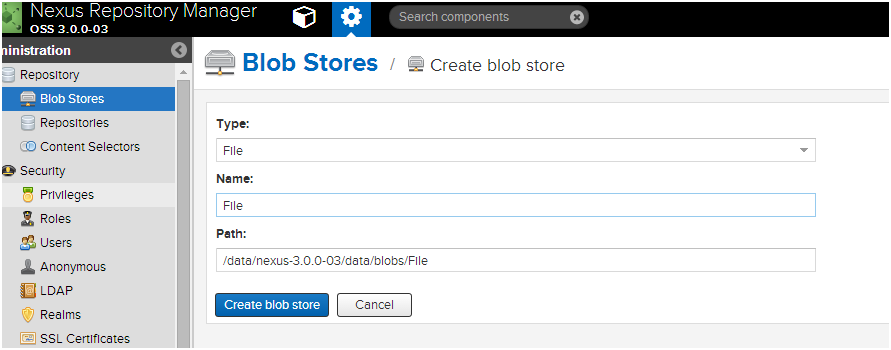 Nexus Repository Manager
OSS 3.0.0-03
Search components
ministration
Repository
Blob Stores
Repositories
Content Selectors
Security
Privileges
Roles
Users
Anonymous
LDAP
Realms
SSL Certificates
Blob Stores / Create blob store
Type:
File
Name:
File
Path:
/data/nexus-3.0.0-03/data/blobs/File
Create blob store Cancel